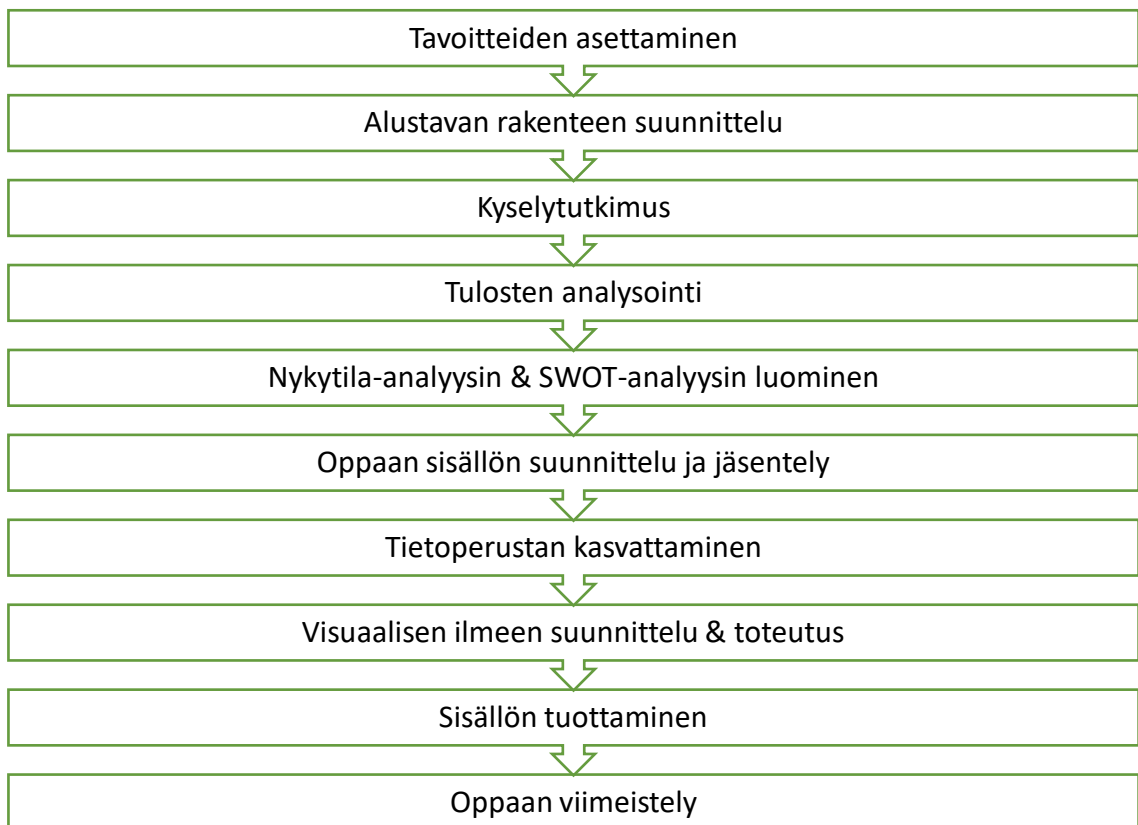 Tavoitteiden asettaminen
Alustavan rakenteen suunnittelu
Kyselytutkimus
Tulosten analysointi
Nykytila-analyysin & SWOT-analyysin luominen
Oppaan sisällön suunnittelu ja jäsentely
Tietoperustan kasvattaminen
Visuaalisen ilmeen suunnittelu & toteutus
Sisällön tuottaminen
Oppaan viimeistely